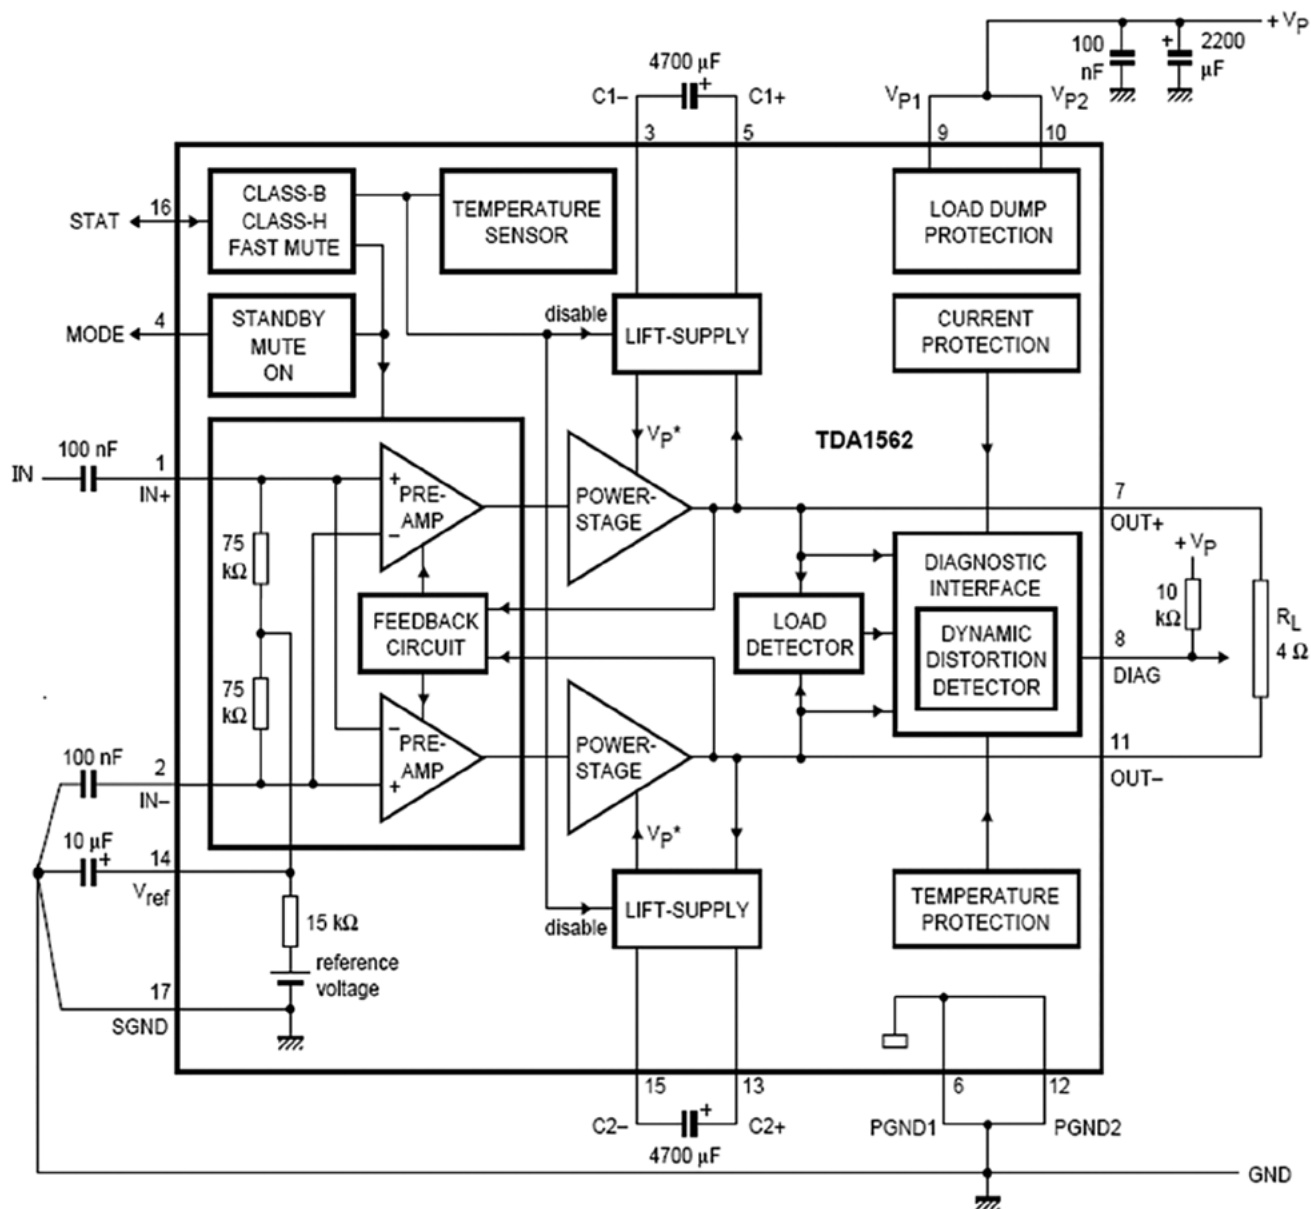 + VP
100
nF
+
2200
µF
4700 µF
+
C1−
C1+
VP1
VP2
3
5
9
10
STAT
16
CLASS-B
CLASS-H
FAST MUTE
TEMPERATURE
SENSOR
LOAD DUMP
PROTECTION
MODE
4
STANDBY
MUTE
ON
disable
LIFT-SUPPLY
CURRENT
PROTECTION
VP*
TDA1562
IN
100 nF
1
IN+
+
PRE-
AMP
−
POWER-
STAGE
7
OUT+
75
kΩ
FEEDBACK
CIRCUIT
LOAD
DETECTOR
DIAGNOSTIC
INTERFACE
DYNAMIC
DISTORTION
DETECTOR
+ VP
10
kΩ
8
DIAG
RL
4 Ω
75
kΩ
100 nF
2
IN−
−
PRE-
AMP
+
POWER-
STAGE
11
OUT−
10 µF
+
14
Vref
VP*
15 kΩ
disable
LIFT-SUPPLY
TEMPERATURE
PROTECTION
reference
voltage
17
SGND
15
13
6
12
C2−
+
C2+
4700 µF
PGND1
PGND2
GND